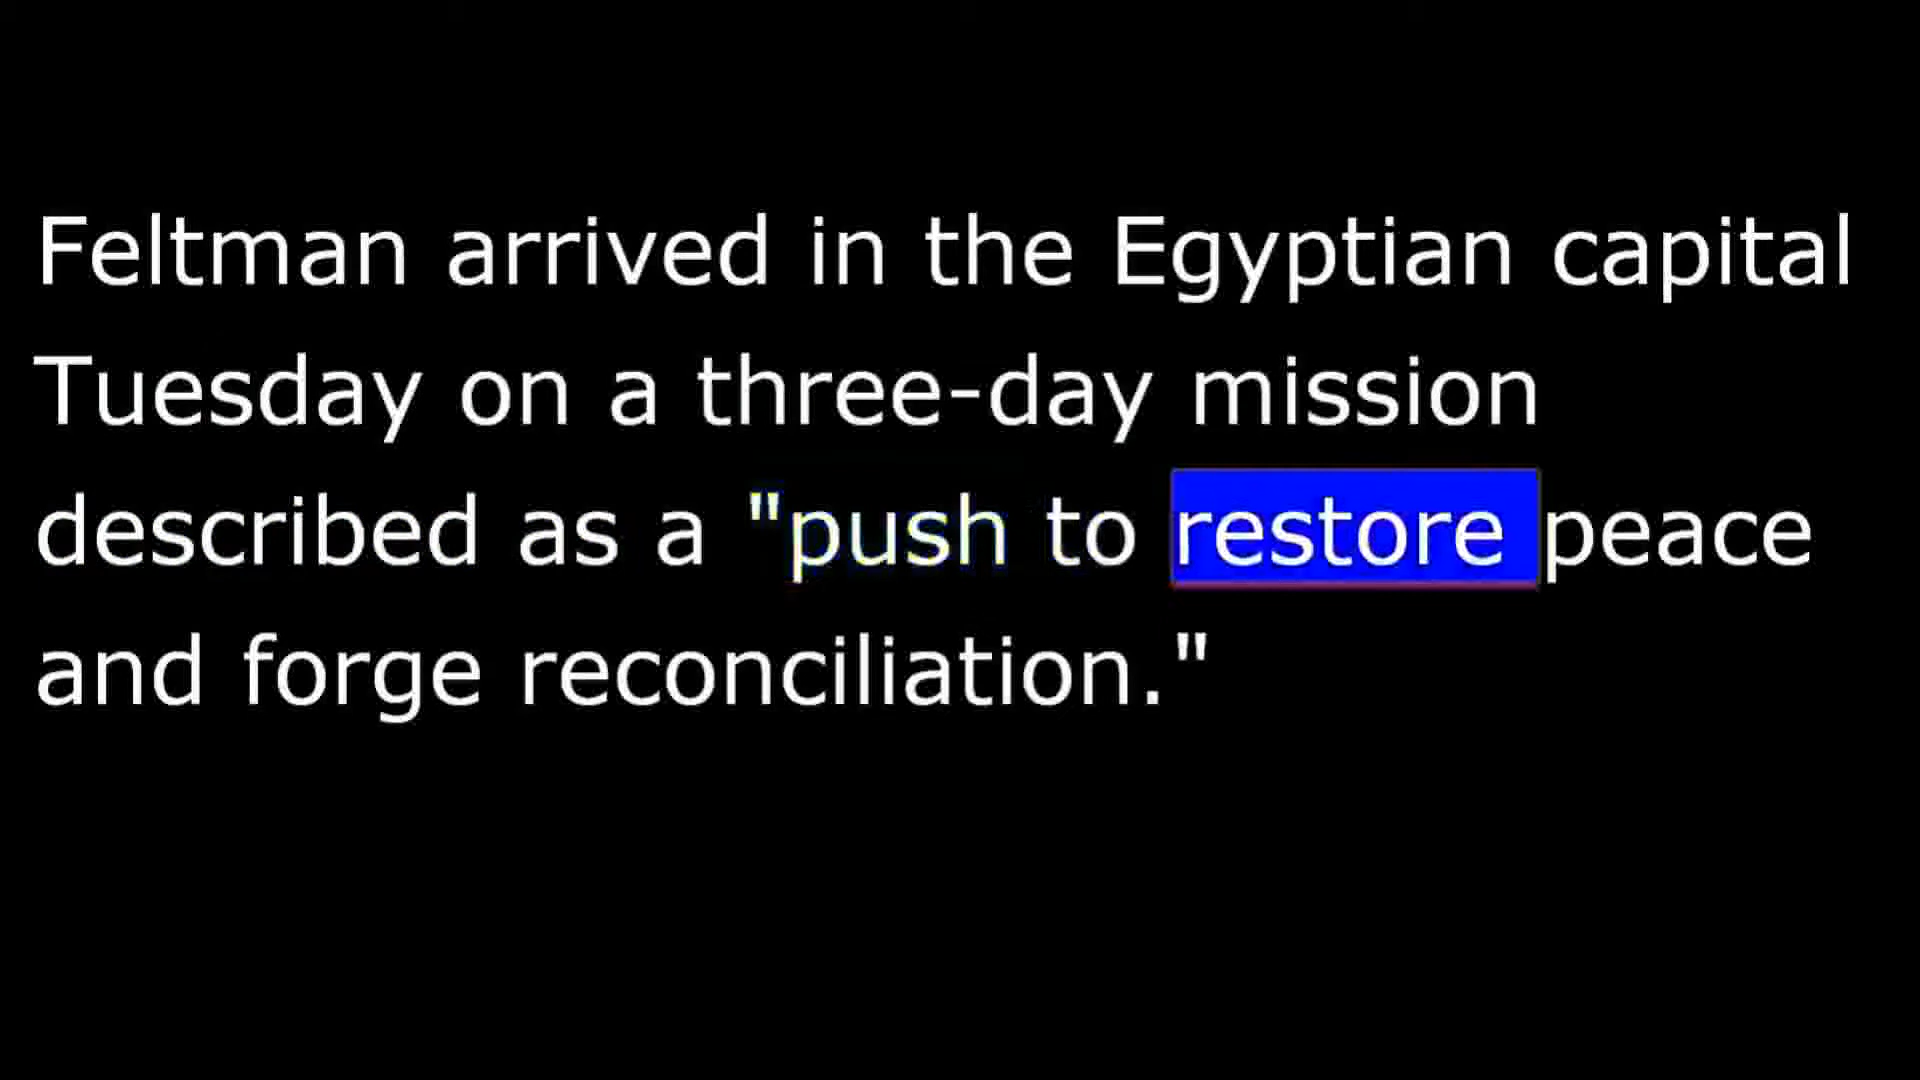 Feltman arrived in the Egyptian capital
Tuesday on a three-day mission
described as a "push to restore peace
and forge reconciliation."